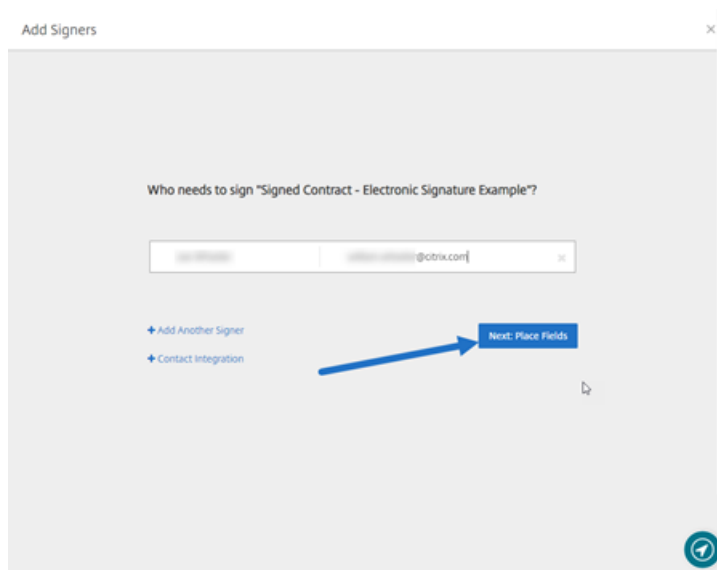 Add Signers
Who needs to sign "Signed Contract - Electronic Signature Example"?
@citrix.com
+ Add Another Signer
Next: Place Fields
+ Contact Integration